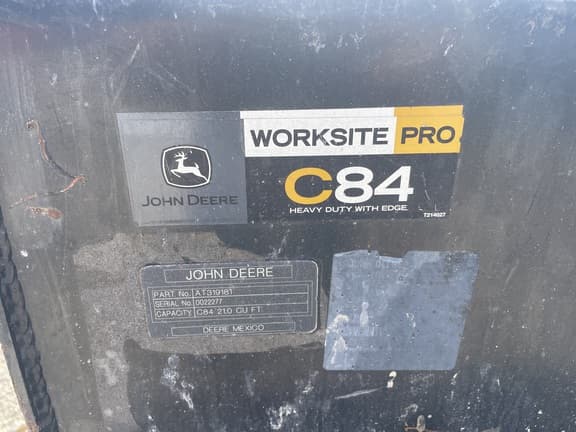 WORKSITE PRO
JOHN DEERE
C84
HEAVY DUTY WITH EDGE
T214027
JOHN DEERE
PART No. AT319181
SERIAL No. 0022277
CAPACITY C84 21.0 CU FT
DEERE MEXICO